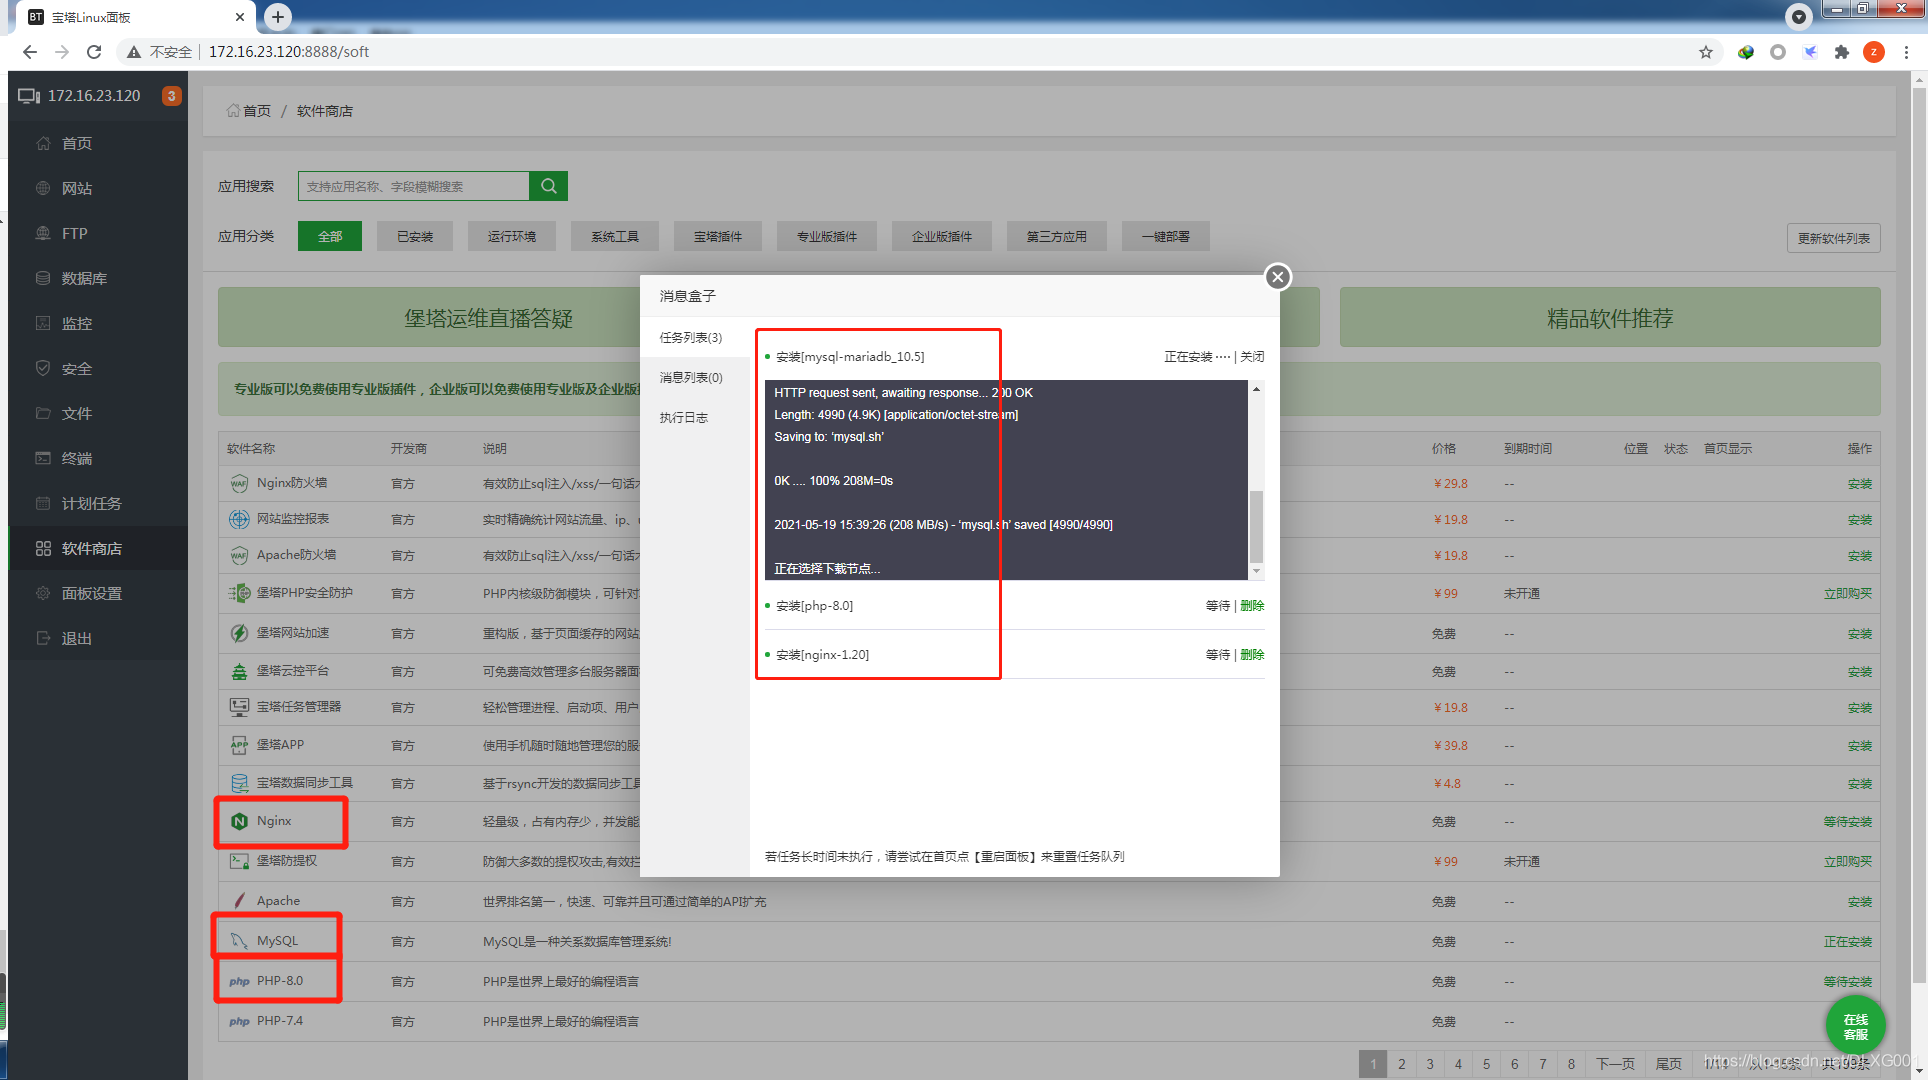 宝塔Linux面板
不安全
172.16.23.120:8888/soft
172.16.23.120
3
首页
网站
FTP
数据库
监控
安全
文件
终端
计划任务
软件商店
面板设置
退出
首页 / 软件商店
应用搜索
支持应用名称、字段模糊搜索
应用分类
全部
已安装
运行环境
系统工具
宝塔插件
专业版插件
企业版插件
第三方应用
一键部署
更新软件列表
堡塔运维直播答疑
精品软件推荐
专业版可以免费使用专业版插件，企业版可以免费使用专业版及企业版
消息盒子
任务列表(3)
消息列表(0)
执行日志
安装[mysql-mariadb_10.5]
正在安装 ···· | 关闭
HTTP request sent, awaiting response... 200 OK
Length: 4990 (4.9K) [application/octet-stream]
Saving to: ‘mysql.sh’
0K .... 100% 208M=0s
2021-05-19 15:39:26 (208 MB/s) - ‘mysql.sh’ saved [4990/4990]
正在选择下载节点...
安装[php-8.0]
等待 | 删除
安装[nginx-1.20]
等待 | 删除
若任务长时间未执行，请尝试在首页点【重启面板】来重置任务队列
软件名称 开发商 说明 价格 到期时间 位置 状态 首页显示 操作
Nginx防火墙 官方 有效防止sql注入/xss/一句话 ￥29.8 -- 安装
网站监控报表 官方 实时精确统计网站流量、ip、 ￥19.8 -- 安装
Apache防火墙 官方 有效防止sql注入/xss/一句话 ￥19.8 -- 安装
堡塔PHP安全防护 官方 PHP内核级防御模块，可针对 ￥99 未开通 立即购买
堡塔网站加速 官方 重构版，基于页面缓存的网站 免费 -- 安装
堡塔云控平台 官方 可免费高效管理多台服务器面 免费 -- 安装
宝塔任务管理器 官方 轻松管理进程、启动项、用户 ￥19.8 -- 安装
堡塔APP 官方 使用手机随时随地管理您的服 ￥39.8 -- 安装
宝塔数据同步工具 官方 基于rsync开发的数据同步工具 ￥4.8 -- 安装
Nginx 官方 轻量级，占有内存少，并发能 免费 -- 等待安装
堡塔防提权 官方 防御大多数的提权攻击,有效拦 ￥99 未开通 立即购买
Apache 官方 世界排名第一，快速、可靠并且可通过简单的API扩充 免费 -- 安装
MySQL 官方 MySQL是一种关系数据库管理系统! 免费 -- 正在安装
PHP-8.0 官方 PHP是世界上最好的编程语言 免费 -- 等待安装
PHP-7.4 官方 PHP是世界上最好的编程语言 免费 --
在线
客服
1 2 3 4 5 6 7 8 下一页 尾页
共199条